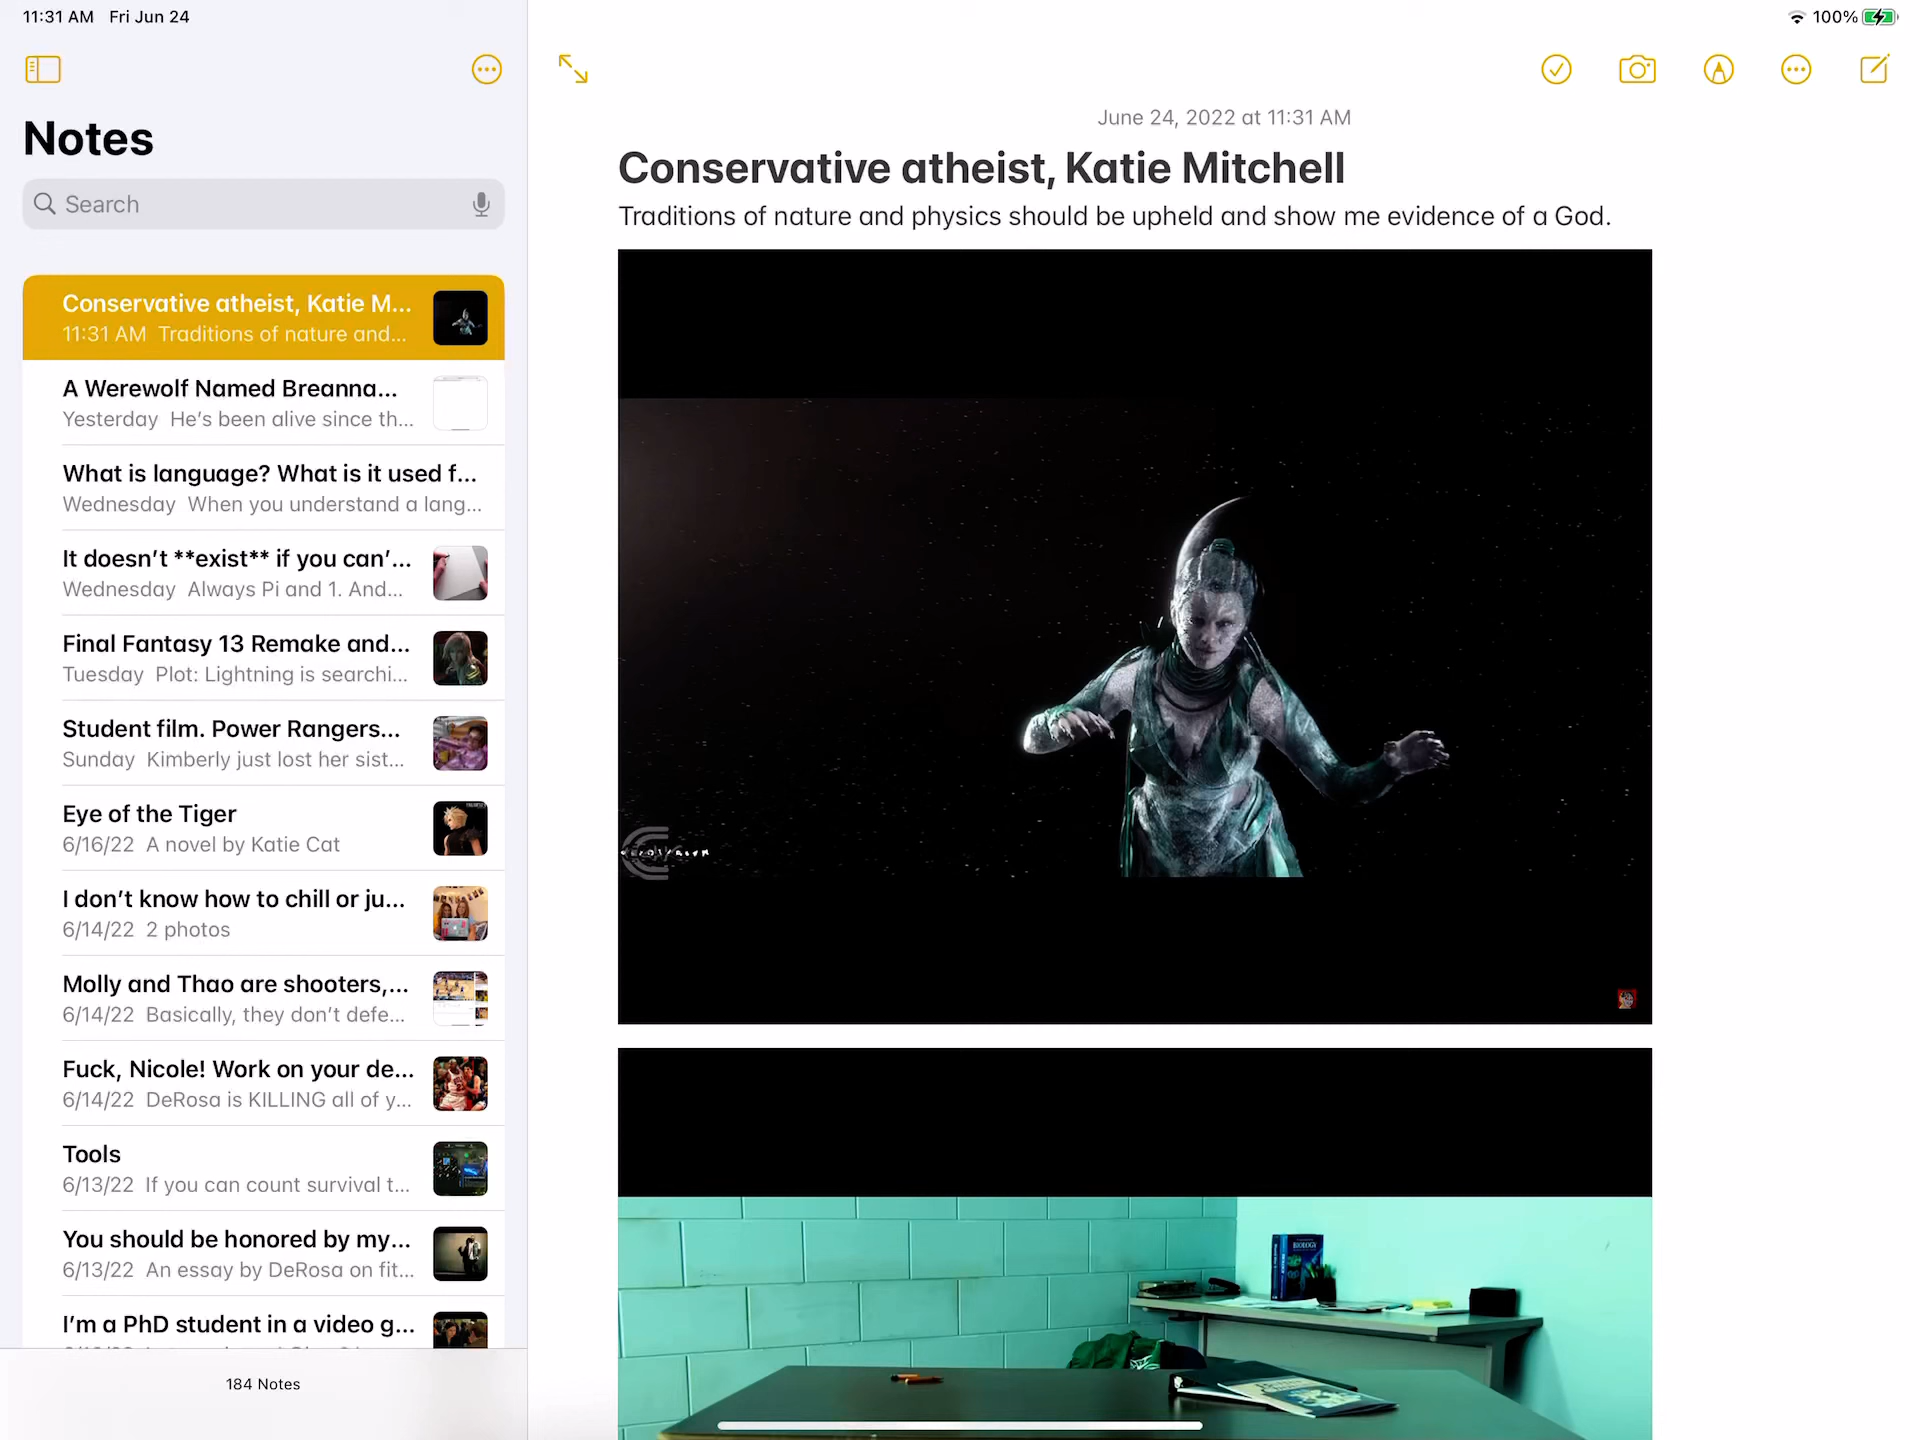 11:31 AM Fri Jun 24
100%
Notes
Search
Conservative atheist, Katie M...
11:31 AM Traditions of nature and...
A Werewolf Named Breanna...
Yesterday He's been alive since th...
What is language? What is it used f...
Wednesday When you understand a lang...
It doesn't **exist** if you can'...
Wednesday Always Pi and 1. And...
Final Fantasy 13 Remake and...
Tuesday Plot: Lightning is searchi...
Student film. Power Rangers...
Sunday Kimberly just lost her sist...
Eye of the Tiger
6/16/22 A novel by Katie Cat
I don't know how to chill or ju...
6/14/22 2 photos
Molly and Thao are shooters,...
6/14/22 Basically, they don't defe...
Fuck, Nicole! Work on your de...
6/14/22 DeRosa is KILLING all of y...
Tools
6/13/22 If you can count survival t...
You should be honored by my...
6/13/22 An essay by DeRosa on fit...
I'm a PhD student in a video g...
184 Notes
June 24, 2022 at 11:31 AM
Conservative atheist, Katie Mitchell
Traditions of nature and physics should be upheld and show me evidence of a God.
BIOLOGY